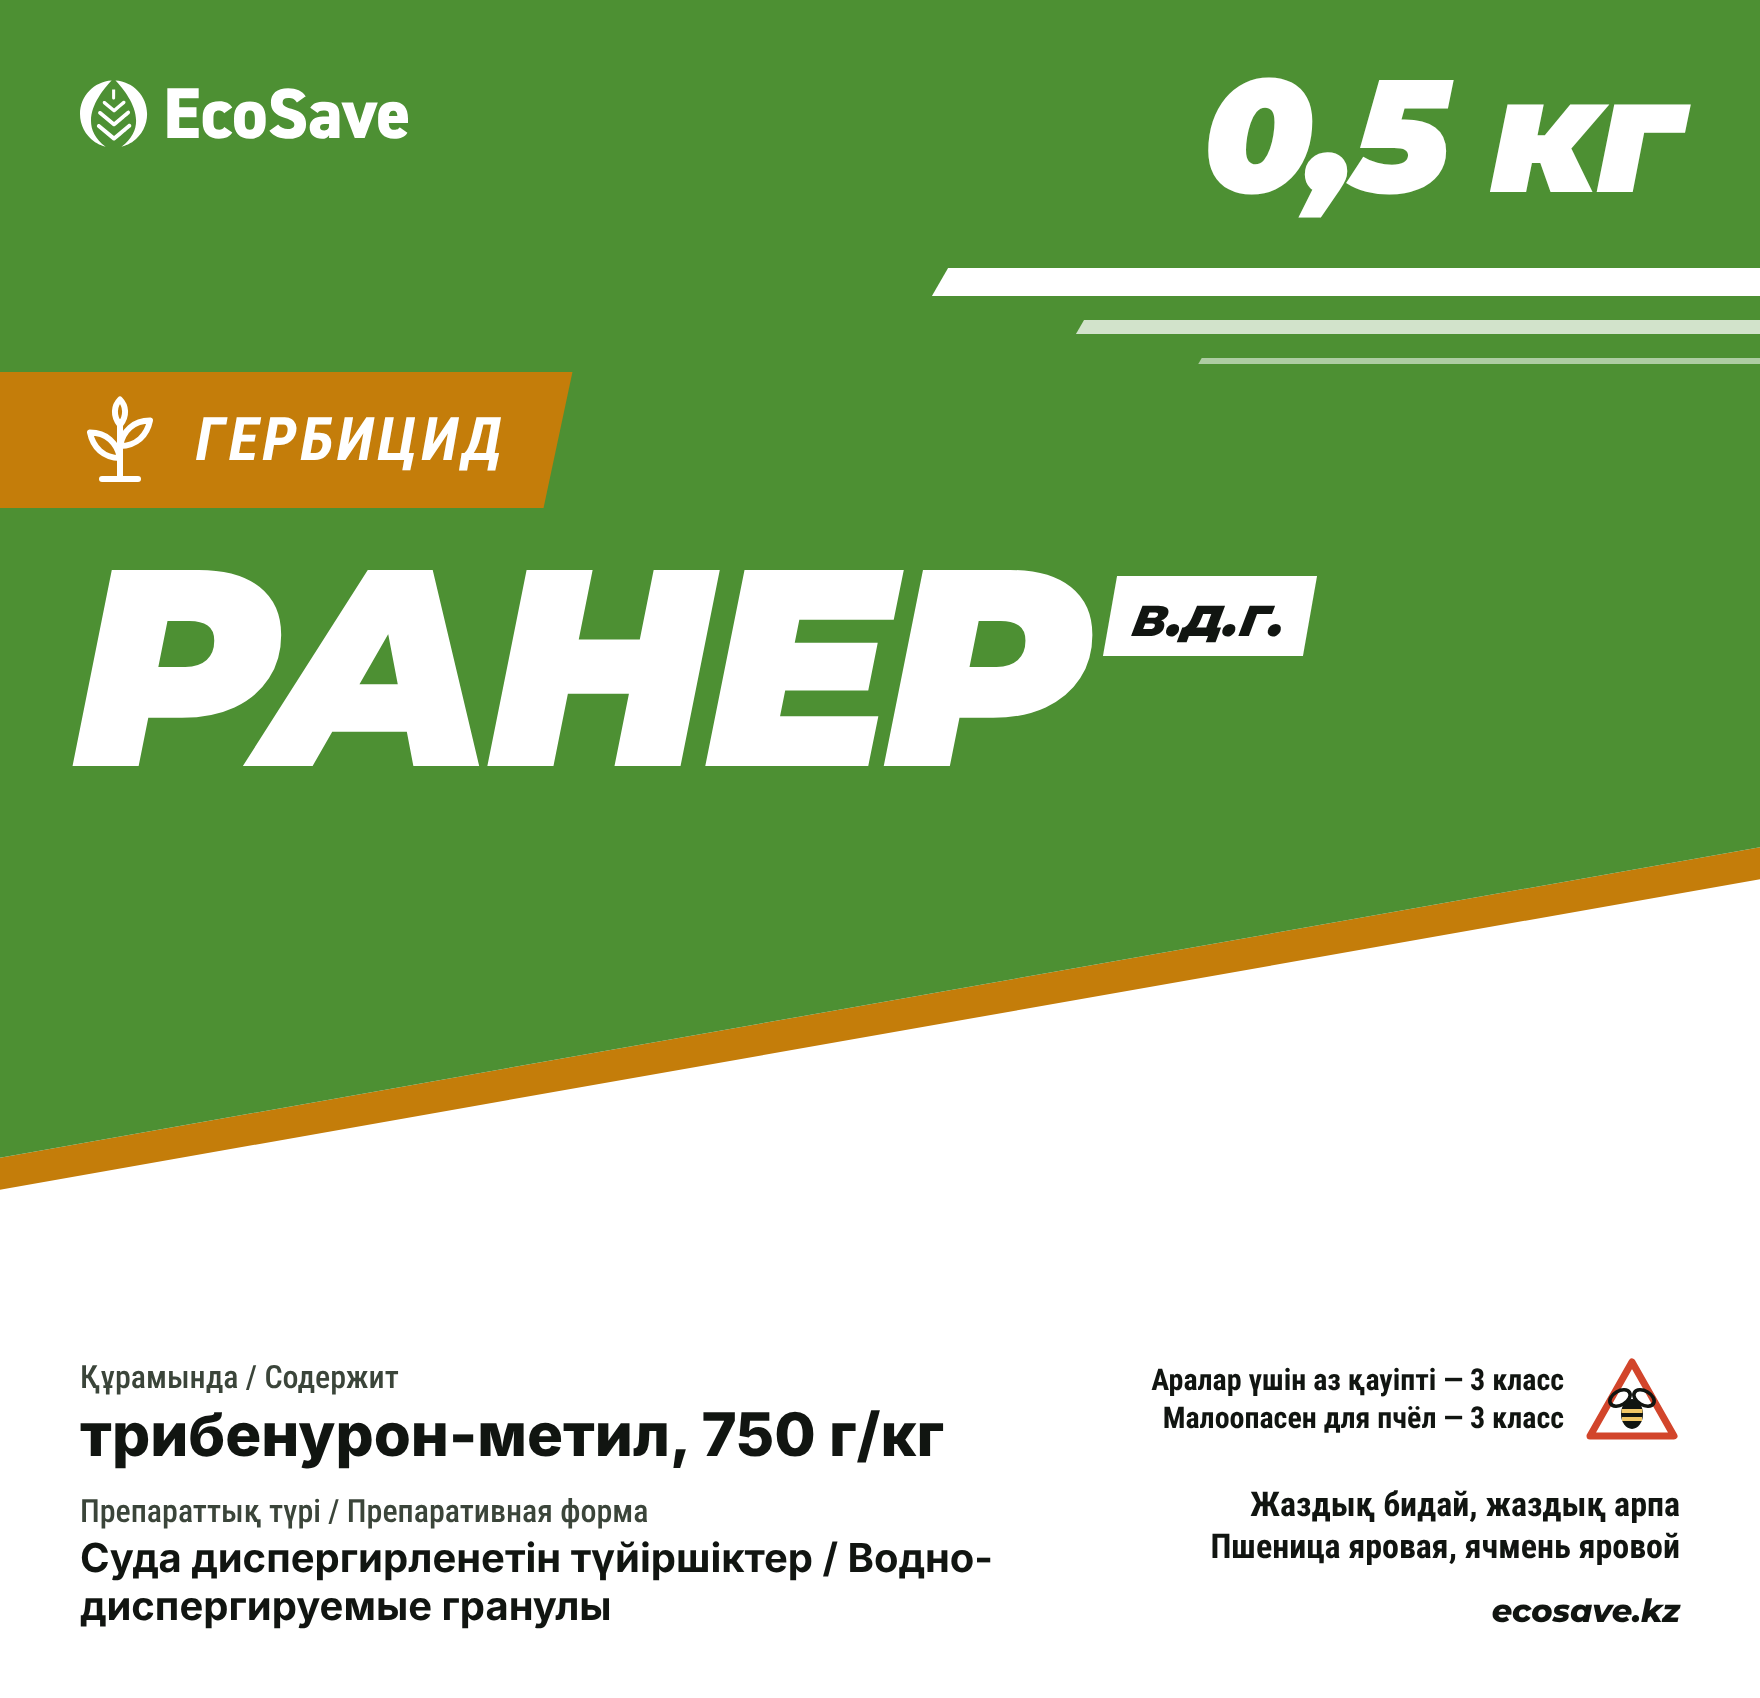 EcoSave
0,5 кг
ГЕРБИЦИД
РАНЕР в.д.г.
Құрамында / Содержит
трибенурон-метил, 750 г/кг
Препараттық түрі / Препаративная форма
Суда диспергирленетін түйіршіктер / Водно-
диспергируемые гранулы
Аралар үшін аз қауіпті — 3 класс
Малоопасен для пчёл — 3 класс
Жаздық бидай, жаздық арпа
Пшеница яровая, ячмень яровой
ecosave.kz